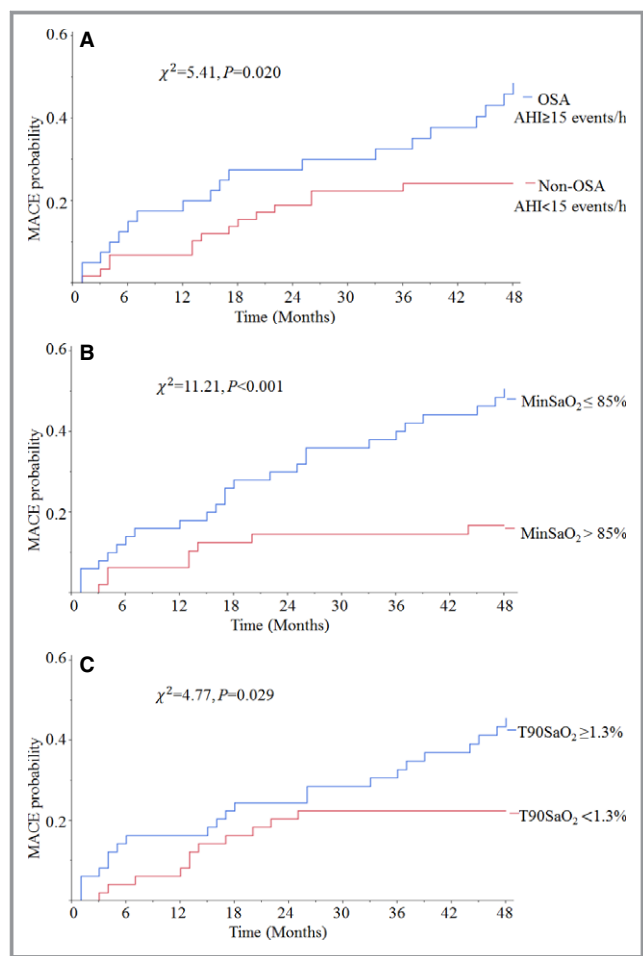 A
0.6
χ²=5.41, P=0.020
OSA
AHI≥15 events/h
0.4
MACE probability
Non-OSA
AHI<15 events/h
0.2
6 12 18 24 30 36 42 48
Time (Months)
B
0.6
χ²=11.21, P<0.001
MinSaO₂≤ 85%
0.4
MACE probability
0.2
MinSaO₂> 85%
6 12 18 24 30 36 42 48
Time (Months)
C
0.6
χ²=4.77, P=0.029
T90SaO₂≥1.3%
0.4
MACE probability
0.2
T90SaO₂<1.3%
6 12 18 24 30 36 42 48
Time (Months)